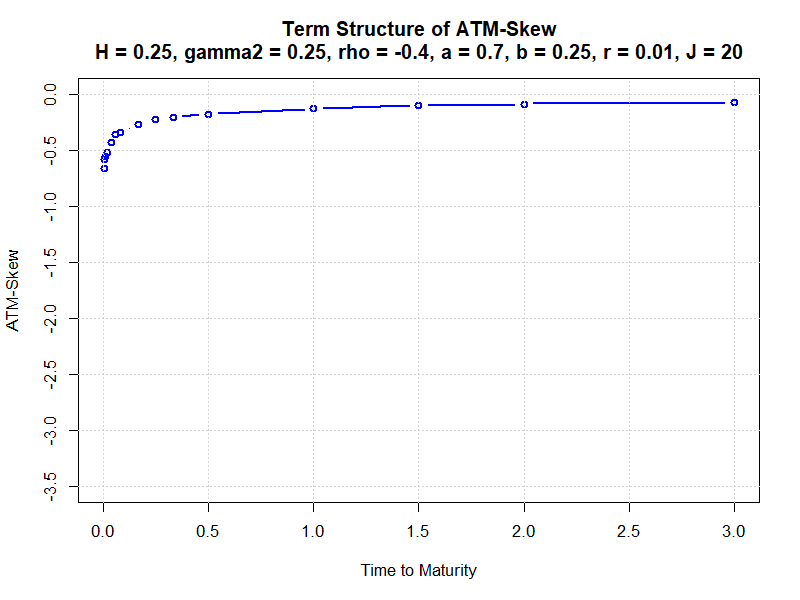 Term Structure of ATM-Skew
H = 0.25, gamma2 = 0.25, rho = -0.4, a = 0.7, b = 0.25, r = 0.01, J = 20
ATM-Skew
0.0
-0.5
-1.0
-1.5
-2.0
-2.5
-3.0
-3.5
0.0 0.5 1.0 1.5 2.0 2.5 3.0
Time to Maturity